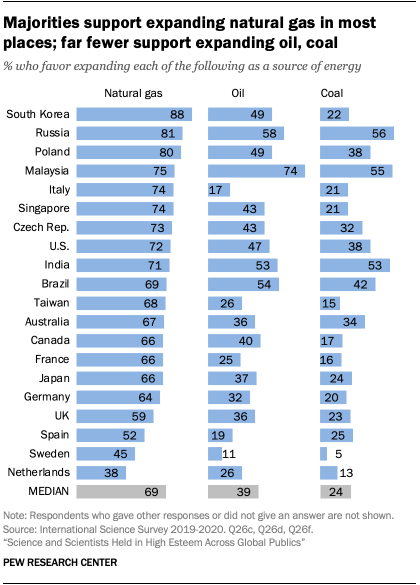 Majorities support expanding natural gas in most
places; far fewer support expanding oil, coal
% who favor expanding each of the following as a source of energy
Natural gas Oil Coal
South Korea 88 49 22
Russia 81 58 56
Poland 80 49 38
Malaysia 75 74 55
Italy 74 17 21
Singapore 74 43 21
Czech Rep. 73 43 32
U.S. 72 47 38
India 71 53 53
Brazil 69 54 42
Taiwan 68 26 15
Australia 67 36 34
Canada 66 40 17
France 66 25 16
Japan 66 37 24
Germany 64 32 20
UK 59 36 23
Spain 52 19 25
Sweden 45 11 5
Netherlands 38 26 13
MEDIAN 69 39 24
Note: Respondents who gave other responses or did not give an answer are not shown.
Source: International Science Survey 2019-2020. Q26c, Q26d, Q26f.
“Science and Scientists Held in High Esteem Across Global Publics”
PEW RESEARCH CENTER